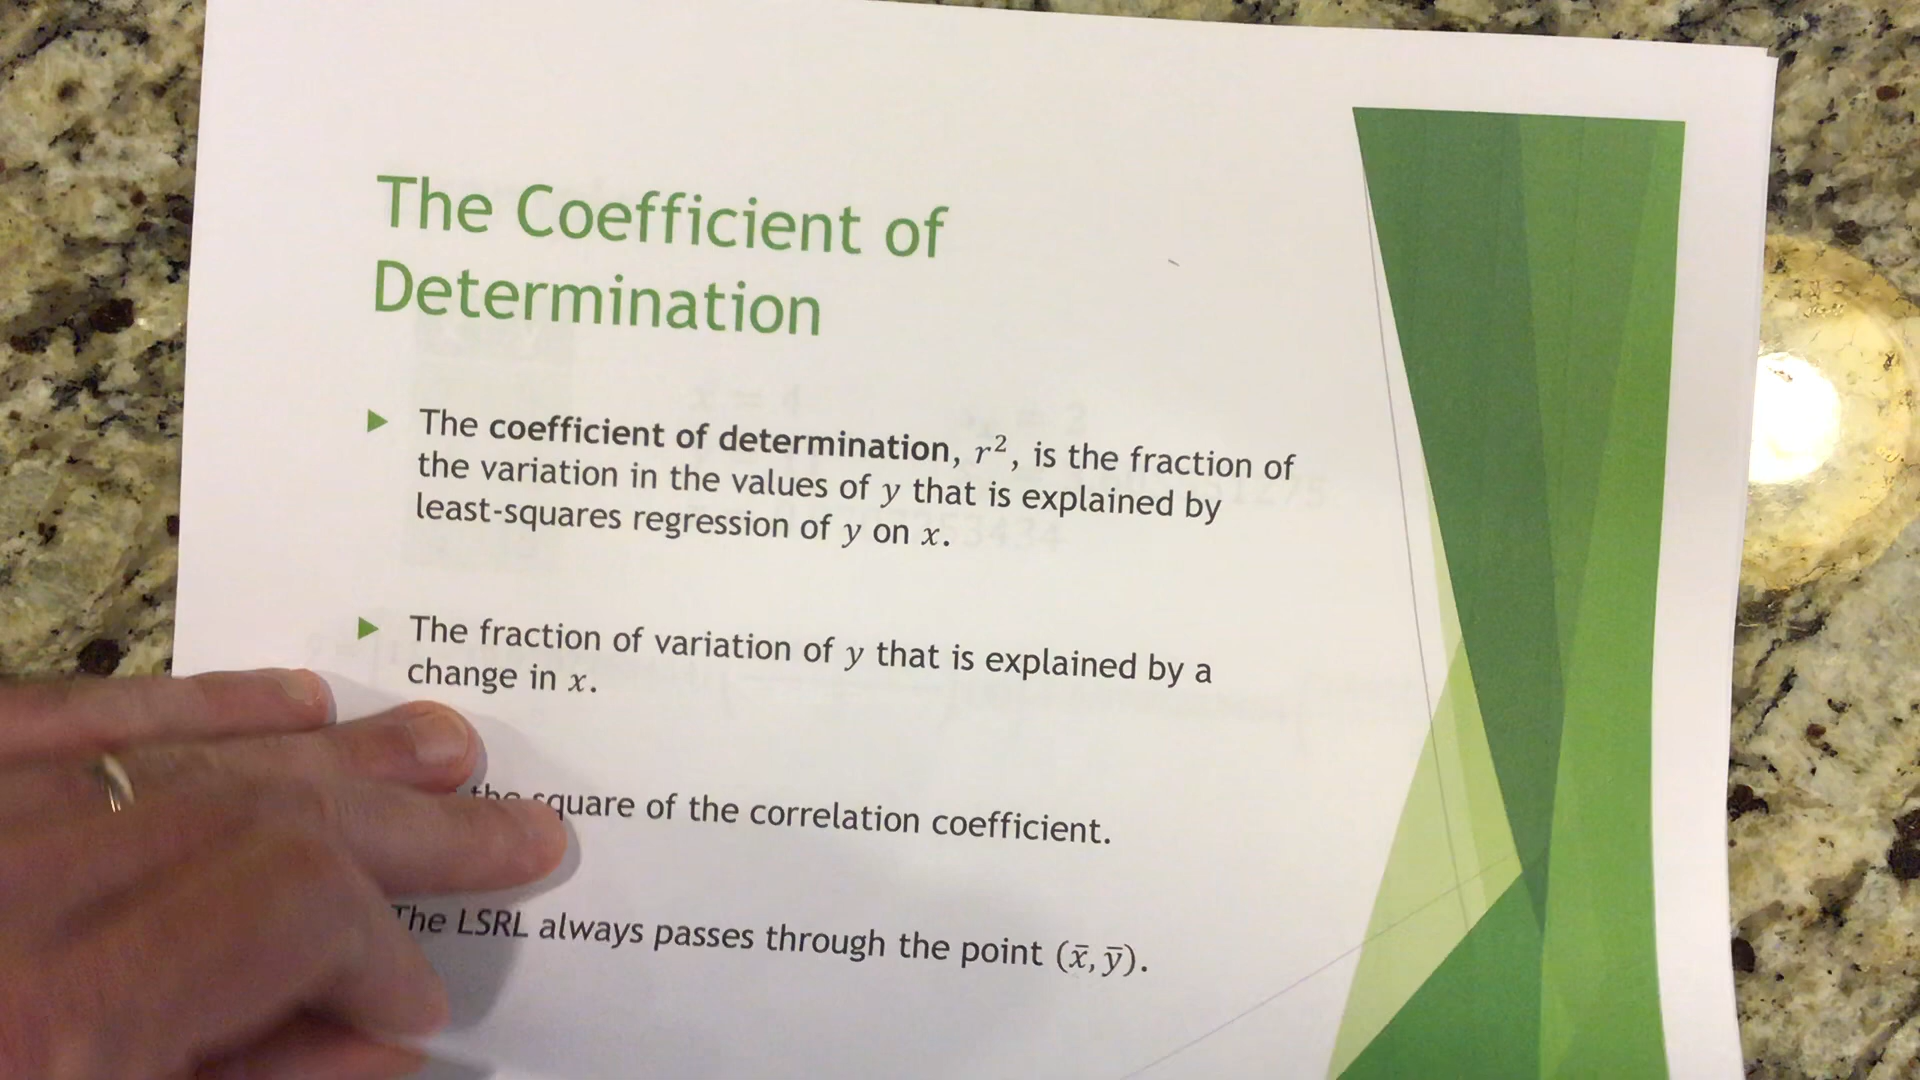 The Coefficient of
Determination
The coefficient of determination, r², is the fraction of
the variation in the values of y that is explained by
least-squares regression of y on x.
The fraction of variation of y that is explained by a
change in x.
the square of the correlation coefficient.
The LSRL always passes through the point (x̄, ȳ).